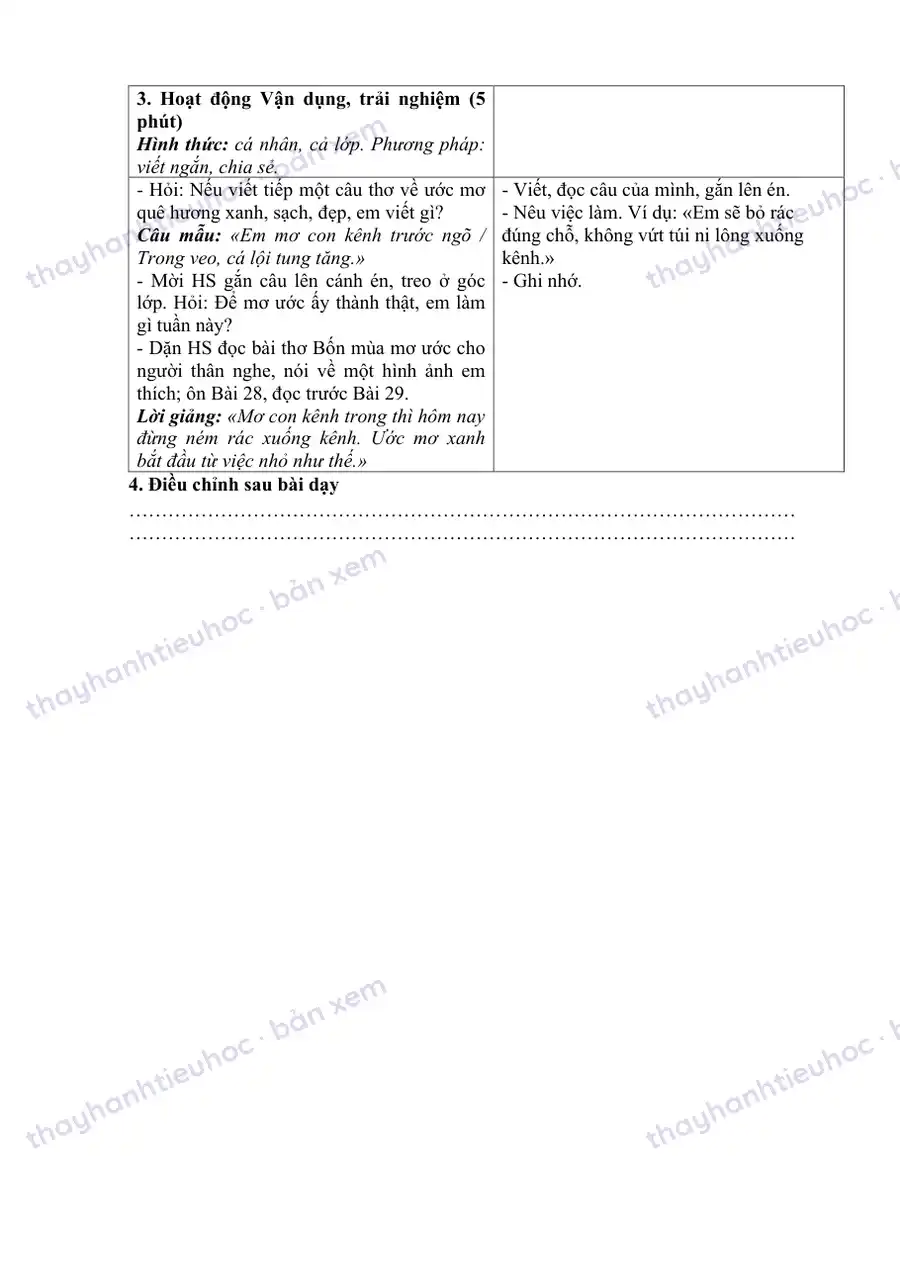 3. Hoạt động Vận dụng, trải nghiệm (5
phút)
Hình thức: cá nhân, cả lớp. Phương pháp:
viết ngắn, chia sẻ.
- Hỏi: Nếu viết tiếp một câu thơ về ước mơ
quê hương xanh, sạch, đẹp, em viết gì?
Câu mẫu: «Em mơ con kênh trước ngõ /
Trong veo, cá lội tung tăng.»
- Mời HS gắn câu lên cánh én, treo ở góc
lớp. Hỏi: Để mơ ước ấy thành thật, em làm
gì tuần này?
- Dặn HS đọc bài thơ Bốn mùa mơ ước cho
người thân nghe, nói về một hình ảnh em
thích; ôn Bài 28, đọc trước Bài 29.
Lời giảng: «Mơ con kênh trong thì hôm nay
đừng ném rác xuống kênh. Ước mơ xanh
bắt đầu từ việc nhỏ như thế.»
- Viết, đọc câu của mình, gắn lên én.
- Nêu việc làm. Ví dụ: «Em sẽ bỏ rác
đúng chỗ, không vứt túi ni lông xuống
kênh.»
- Ghi nhớ.
4. Điều chỉnh sau bài dạy
……………………………………………………………………………………………
……………………………………………………………………………………………
thayhanhtieuhoc · bản xem
thayhanhtieuhoc · b
thayhanhtieuhoc · bản xem
thayhanhtieuhoc · b
thayhanhtieuhoc · bản xem
thayhanhtieuhoc · b